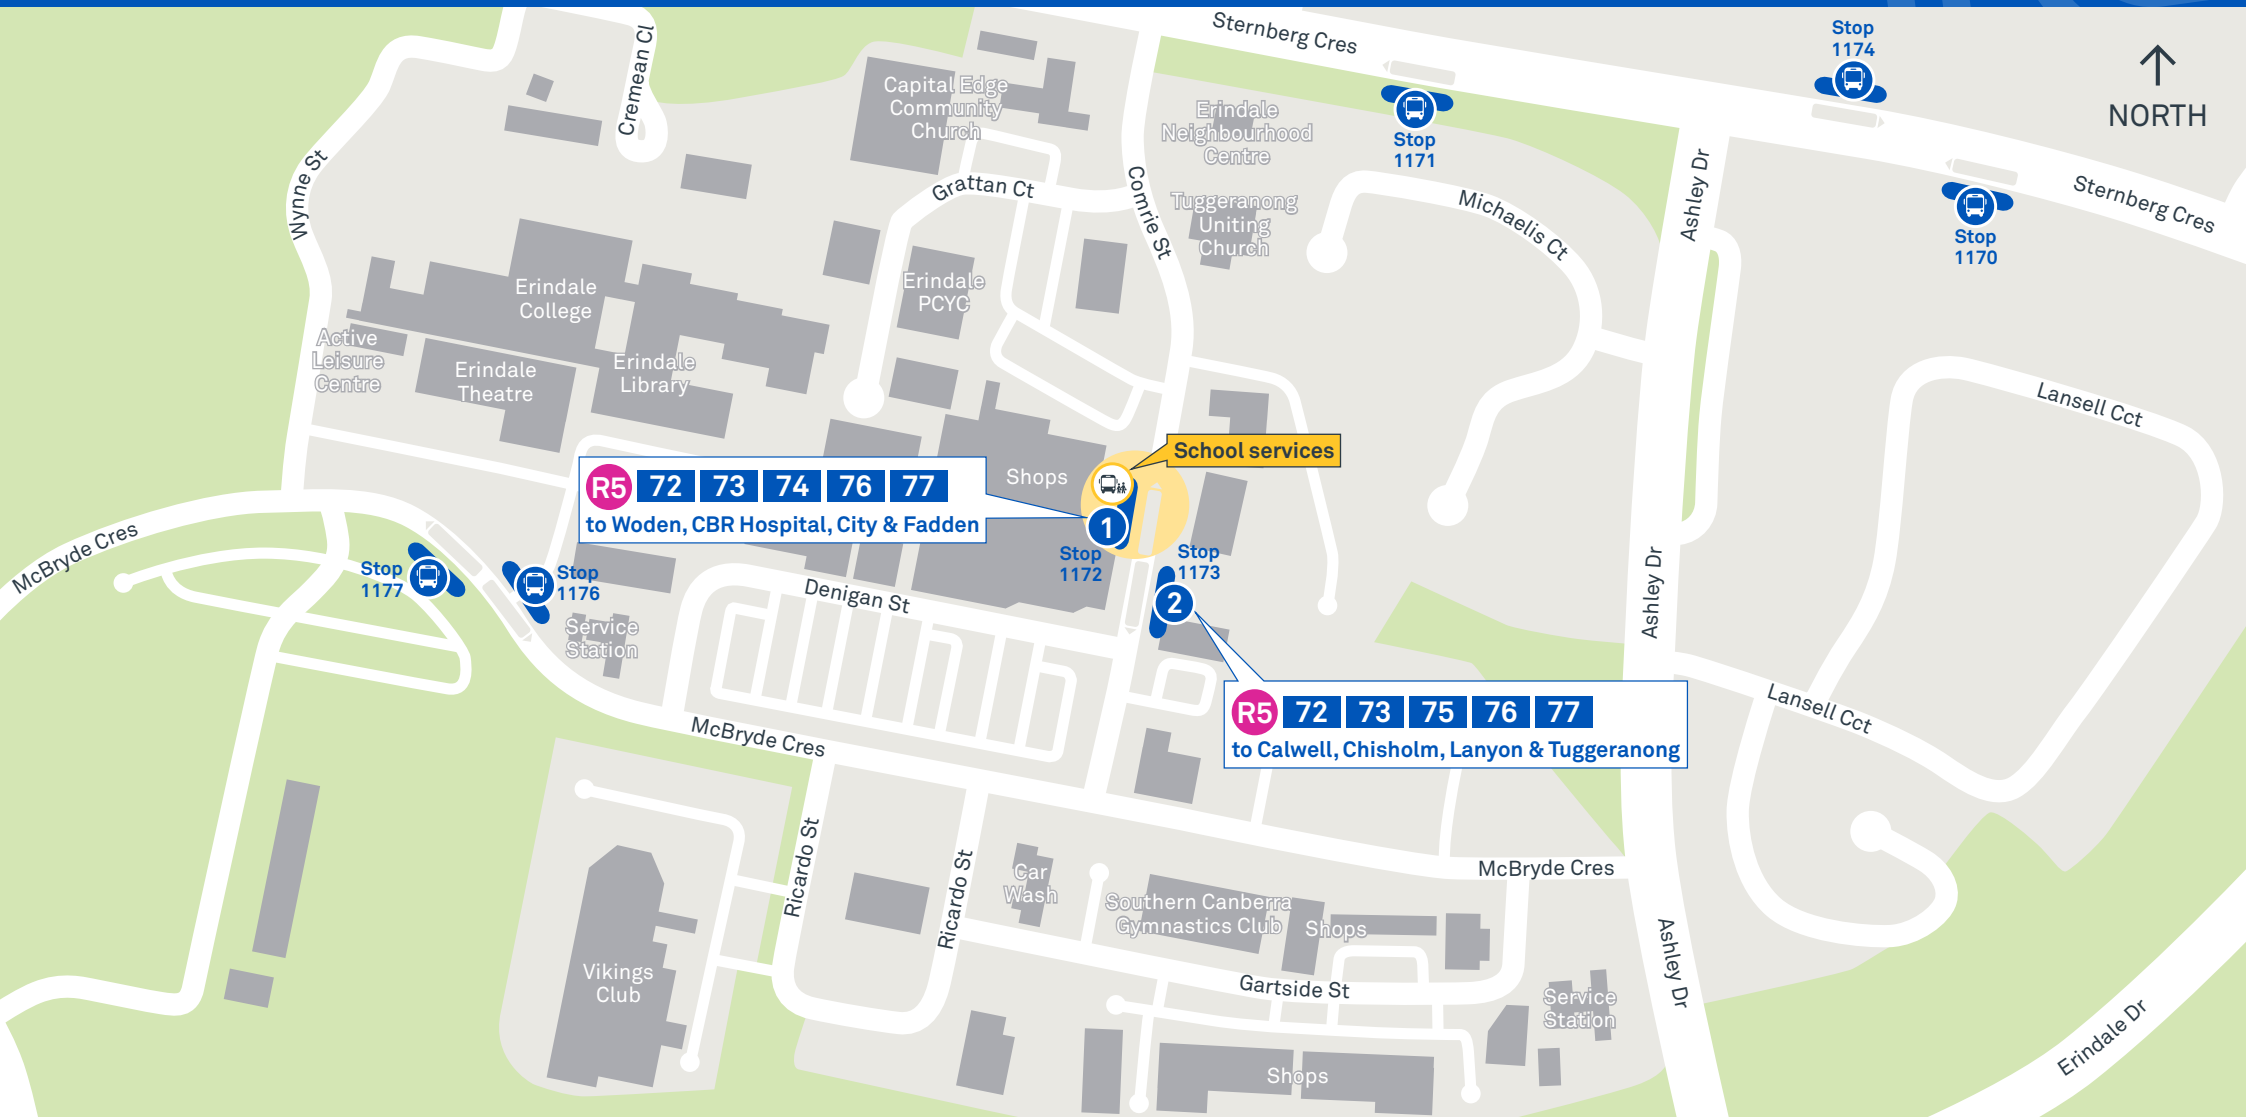 Sternberg Cres
Stop
1174
NORTH
Cremean Cl
Capital Edge
Community
Church
Erindale
Neighbourhood
Centre
Stop
1171
Ashley Dr
Wynne St
Grattan Ct
Comrie St
Tuggeranong
Uniting
Church
Michaelis Ct
Sternberg Cres
Stop
1170
Erindale
College
Erindale
PCYC
Active
Leisure
Centre
Erindale
Theatre
Erindale
Library
Lansell Cct
School services
Shops
R5 72 73 74 76 77
to Woden, CBR Hospital, City & Fadden
1
Stop
1172
Stop
1173
2
McBryde Cres
Stop
1177
Stop
1176
Denigan St
Ashley Dr
Service
Station
R5 72 73 75 76 77
to Calwell, Chisholm, Lanyon & Tuggeranong
Lansell Cct
McBryde Cres
Ricardo St
Ricardo St
Car
Wash
McBryde Cres
Southern Canberra
Gymnastics Club
Shops
Ashley Dr
Vikings
Club
Gartside St
Service
Station
Erindale Dr
Shops